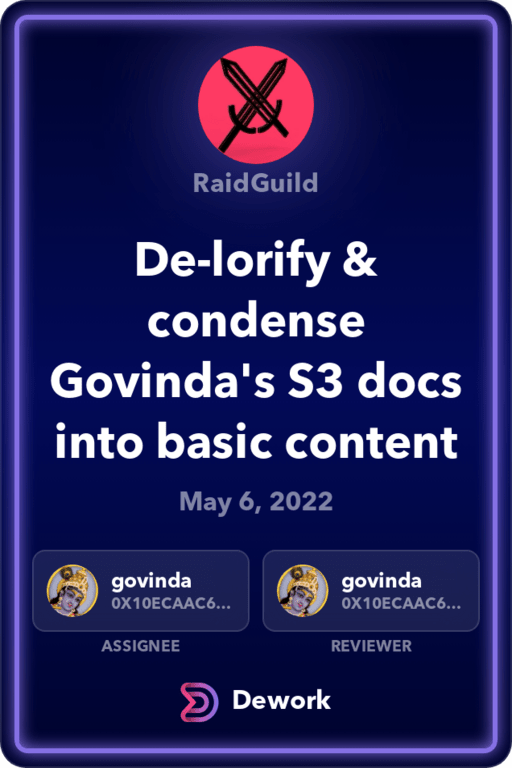 RaidGuild
De-lorify &
condense
Govinda's S3 docs
into basic content
May 6, 2022
govinda
0X10ECAAC6...
ASSIGNEE
govinda
0X10ECAAC6...
REVIEWER
Dework